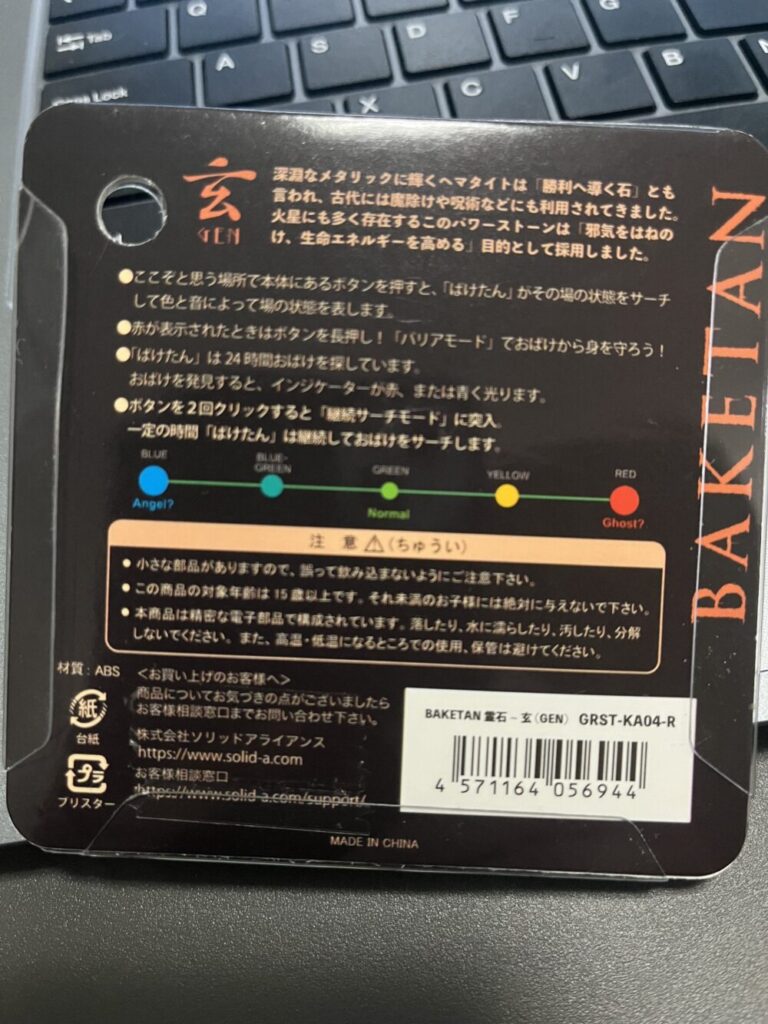 Tab
Q
A
S
D
F
G
Caps Lock
X
C
V
B
N
玄
GEN
深淵なメタリックに輝くヘマタイトは「勝利へ導く石」とも
言われ、古代には魔除けや呪術などにも利用されてきました。
火星にも多く存在するこのパワーストーンは「邪気をはねの
け、生命エネルギーを高める」目的として採用しました。
BAKETAN
●ここぞと思う場所で本体にあるボタンを押すと、「ばけたん」がその場の状態をサーチ
して色と音によって場の状態を表します。
●赤が表示されたときはボタンを長押し！「バリアモード」でおばけから身を守ろう！
●「ばけたん」は24時間おばけを探しています。
おばけを発見すると、インジケーターが赤、または青く光ります。
●ボタンを2回クリックすると「継続サーチモード」に突入。
一定の時間「ばけたん」は継続しておばけをサーチします。
BLUE
BLUE-
GREEN
GREEN
YELLOW
RED
Angel?
Normal
Ghost?
注 意⚠(ちゅうい)
• 小さな部品がありますので、誤って飲み込まないようにご注意下さい。
• この商品の対象年齢は15歳以上です。それ未満のお子様には絶対に与えないで下さい。
• 本商品は精密な電子部品で構成されています。落したり、水に濡らしたり、汚したり、分解
しないでください。また、高温・低温になるところでの使用、保管は避けてください。
材質：ABS
紙
台紙
プラ
ブリスター
<お買い上げのお客様へ>
商品についてお気づきの点がございましたら
お客様相談窓口までお問い合わせ下さい。
株式会社ソリッドアライアンス
https://www.solid-a.com
お客様相談窓口
https://www.solid-a.com/support/
BAKETAN 霊石 – 玄(GEN) GRST-KA04-R
4 571164 056944
MADE IN CHINA